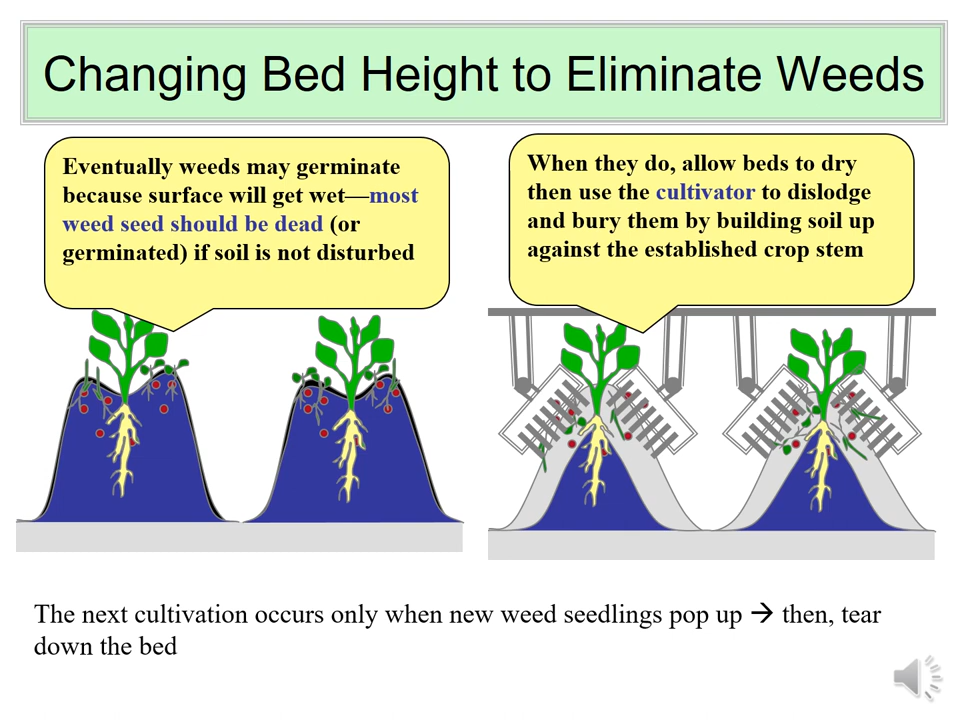 Changing Bed Height to Eliminate Weeds
Eventually weeds may germinate
because surface will get wet—most
weed seed should be dead (or
germinated) if soil is not disturbed
When they do, allow beds to dry
then use the cultivator to dislodge
and bury them by building soil up
against the established crop stem
The next cultivation occurs only when new weed seedlings pop up → then, tear
down the bed